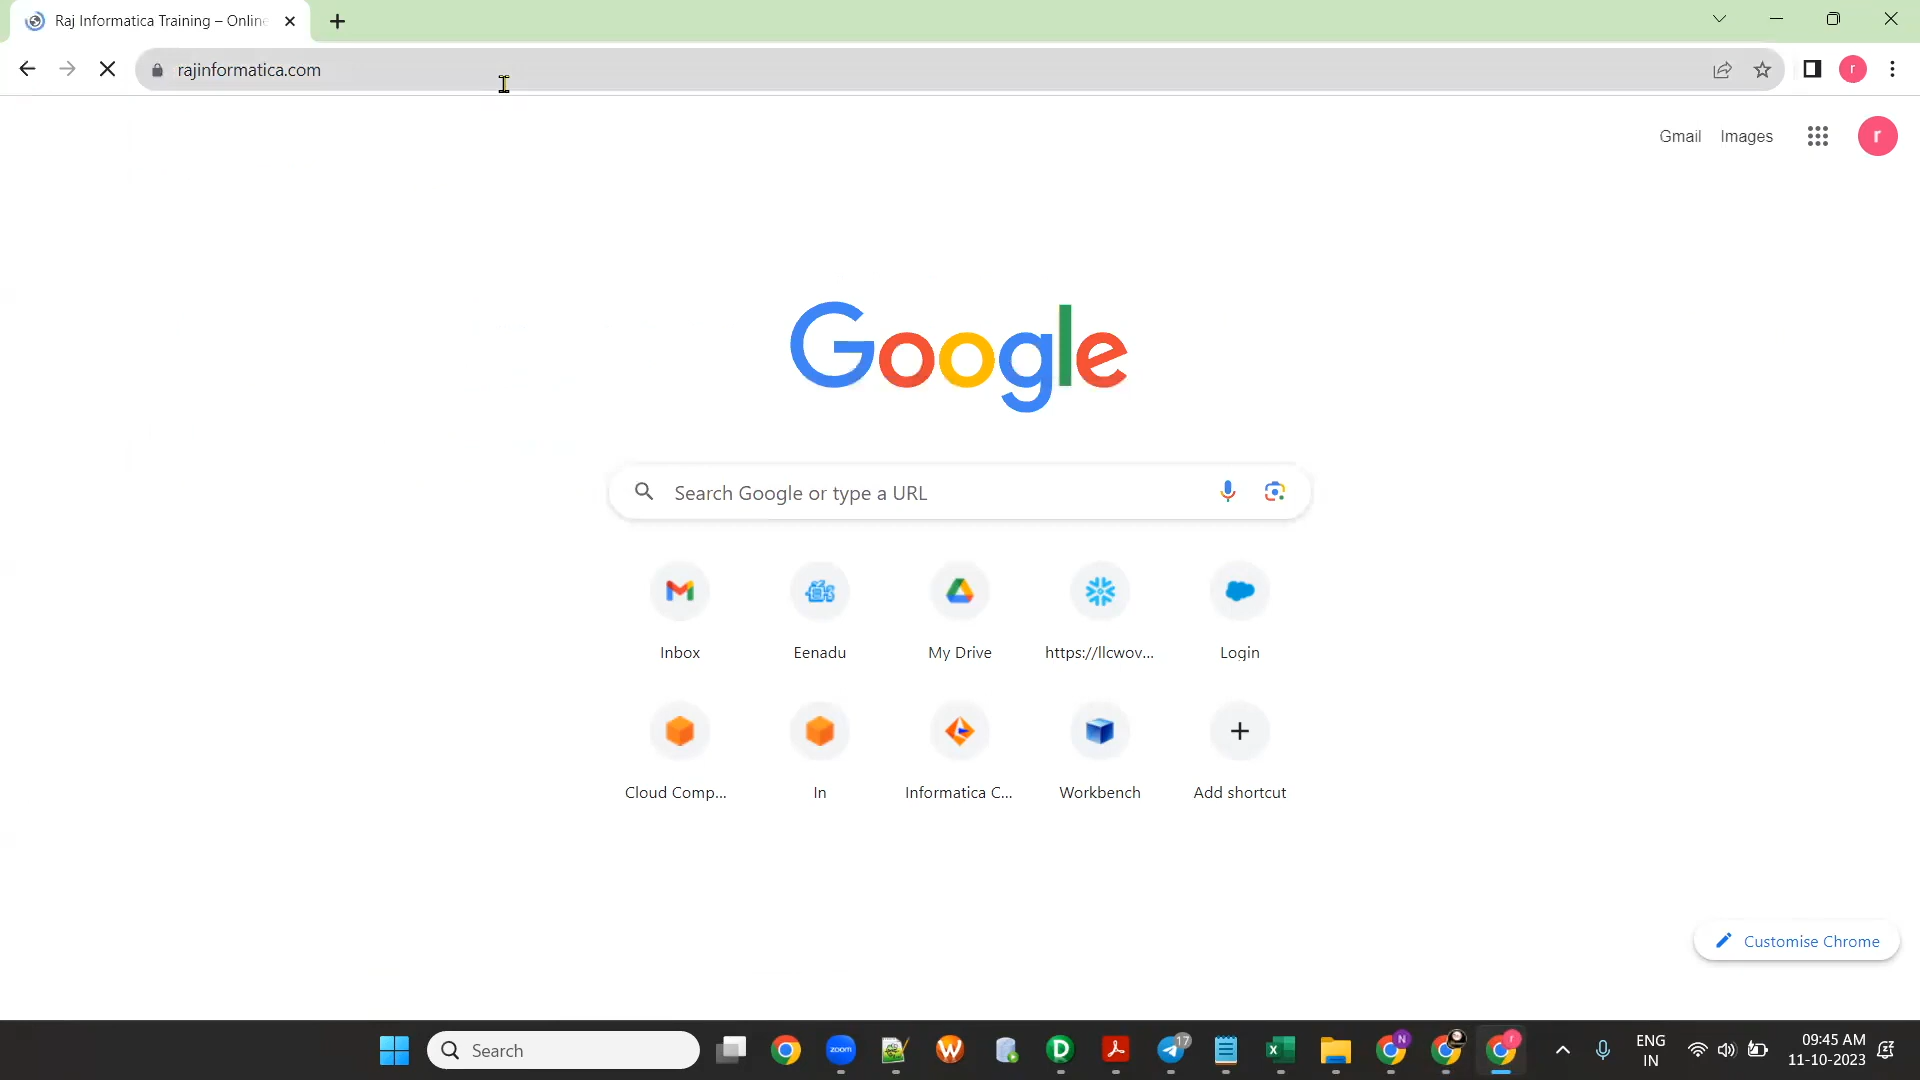 Raj Informatica Training – Online
rajinformatica.com
r
Gmail
Images
r
Google
Search Google or type a URL
Inbox
Eenadu
My Drive
https://llcwov...
Login
Cloud Comp...
In
Informatica C...
Workbench
Add shortcut
Customise Chrome
Search
zoom
W
D
17
X
N
r
ENG
IN
09:45 AM
11-10-2023